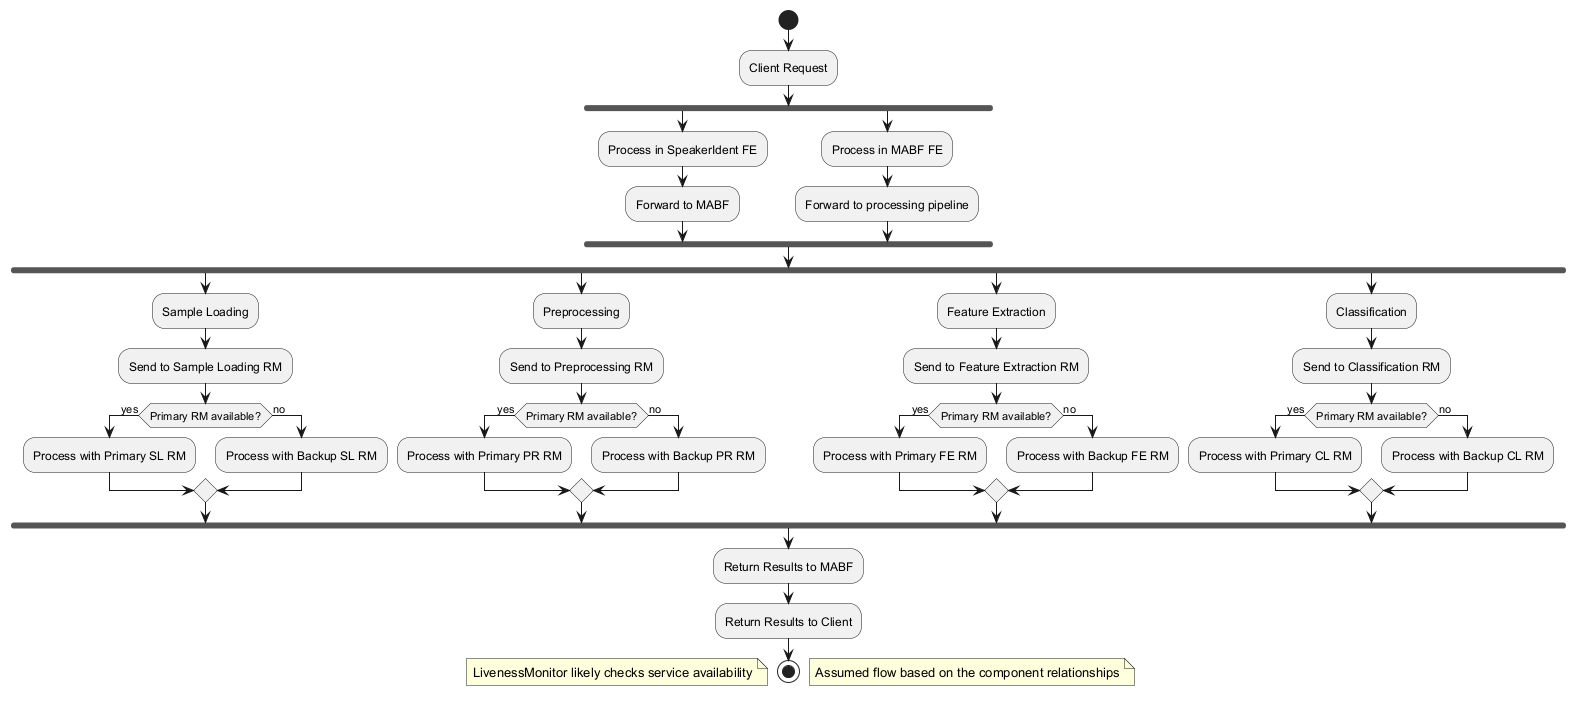 Client Request
Process in SpeakerIdent FE
Process in MABF FE
Forward to MABF
Forward to processing pipeline
Sample Loading
Preprocessing
Feature Extraction
Classification
Send to Sample Loading RM
Send to Preprocessing RM
Send to Feature Extraction RM
Send to Classification RM
yes
Primary RM available?
no
yes
Primary RM available?
no
yes
Primary RM available?
no
yes
Primary RM available?
no
Process with Primary SL RM
Process with Backup SL RM
Process with Primary PR RM
Process with Backup PR RM
Process with Primary FE RM
Process with Backup FE RM
Process with Primary CL RM
Process with Backup CL RM
Return Results to MABF
Return Results to Client
LivenessMonitor likely checks service availability
Assumed flow based on the component relationships